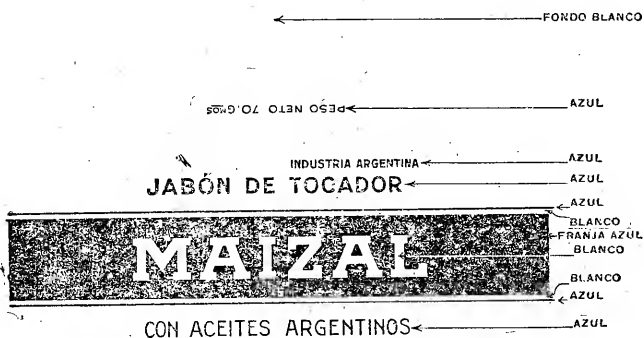 FONDO BLANCO
PESO NETO 70.GMOS AZUL
INDUSTRIA ARGENTINA AZUL
JABÓN DE TOCADOR AZUL
AZUL
BLANCO
FRANJA AZUL
MAIZAL BLANCO
BLANCO
AZUL
CON ACEITES ARGENTINOS AZUL